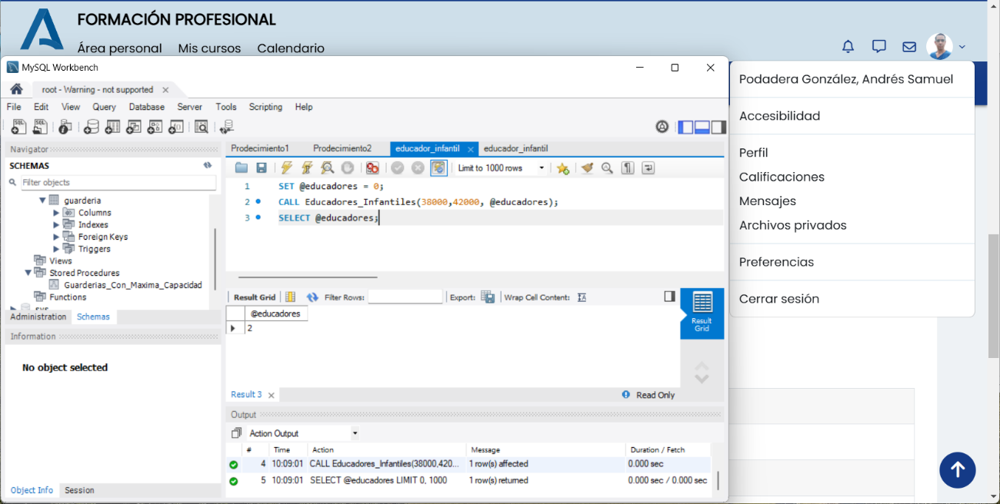 FORMACIÓN PROFESIONAL
Área personal Mis cursos Calendario
MySQL Workbench
root - Warning - not supported
File Edit View Query Database Server Tools Scripting Help
Navigator
SCHEMAS
Filter objects
guarderia
Columns
Indexes
Foreign Keys
Triggers
Views
Stored Procedures
Guarderias_Con_Maxima_Capacidad
Functions
sys
Administration Schemas
Information
No object selected
Object Info Session
Prodecimiento1 Prodecimiento2 educador_infantil educador_infantil
Limit to 1000 rows
1 SET @educadores = 0;
2 CALL Educadores_Infantiles(38000,42000, @educadores);
3 SELECT @educadores;
Result Grid Filter Rows: Export: Wrap Cell Content:
@educadores
2
Result Grid
Result 3
Read Only
Output
Action Output
# Time Action Message Duration / Fetch
4 10:09:01 CALL Educadores_Infantiles(38000,420... 1 row(s) affected 0.000 sec
5 10:09:01 SELECT @educadores LIMIT 0, 1000 1 row(s) returned 0.000 sec / 0.000 sec
Podadera González, Andrés Samuel
Accesibilidad
Perfil
Calificaciones
Mensajes
Archivos privados
Preferencias
Cerrar sesión